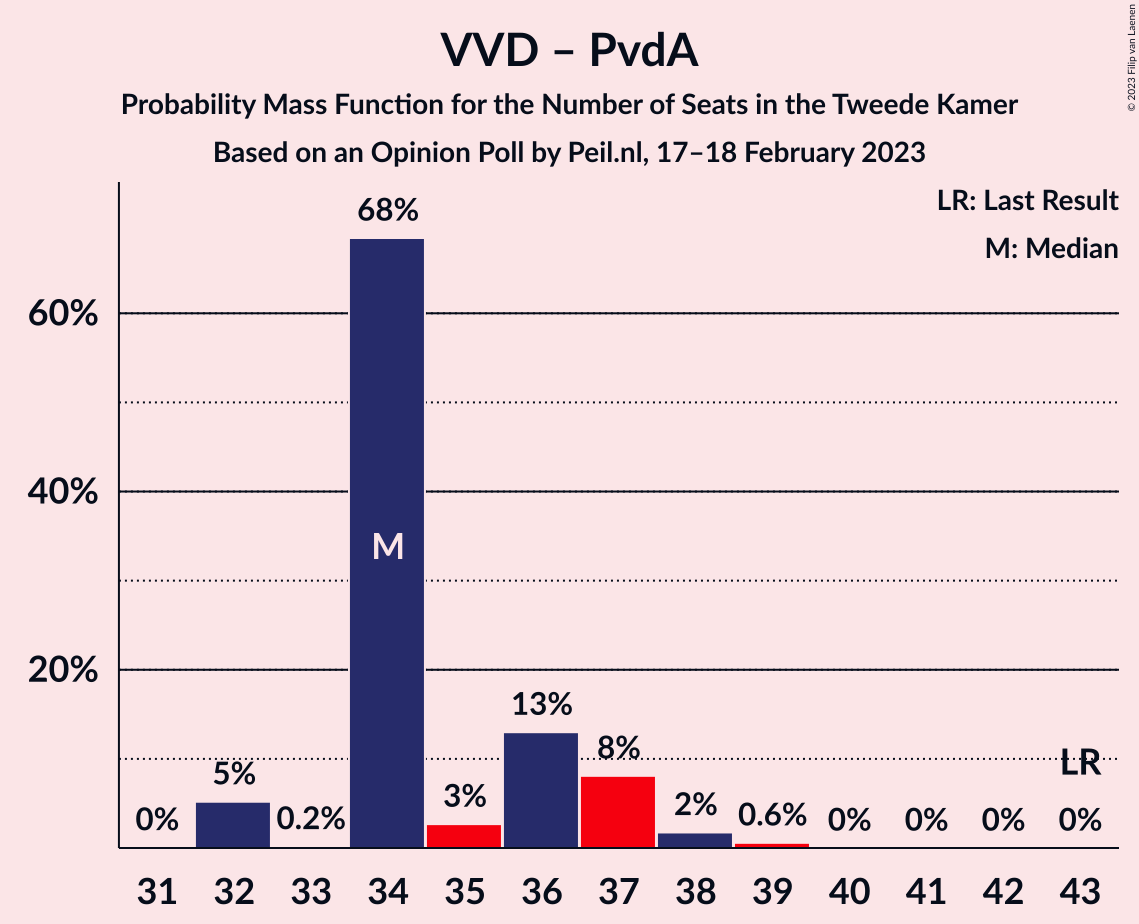 VVD – PvdA
Probability Mass Function for the Number of Seats in the Tweede Kamer
Based on an Opinion Poll by Peil.nl, 17–18 February 2023
© 2023 Filip van Laenen
LR: Last Result
M: Median
60%
40%
20%
0%
5%
0.2%
68%
M
3%
13%
8%
2%
0.6%
0%
0%
0%
LR
0%
31 32 33 34 35 36 37 38 39 40 41 42 43